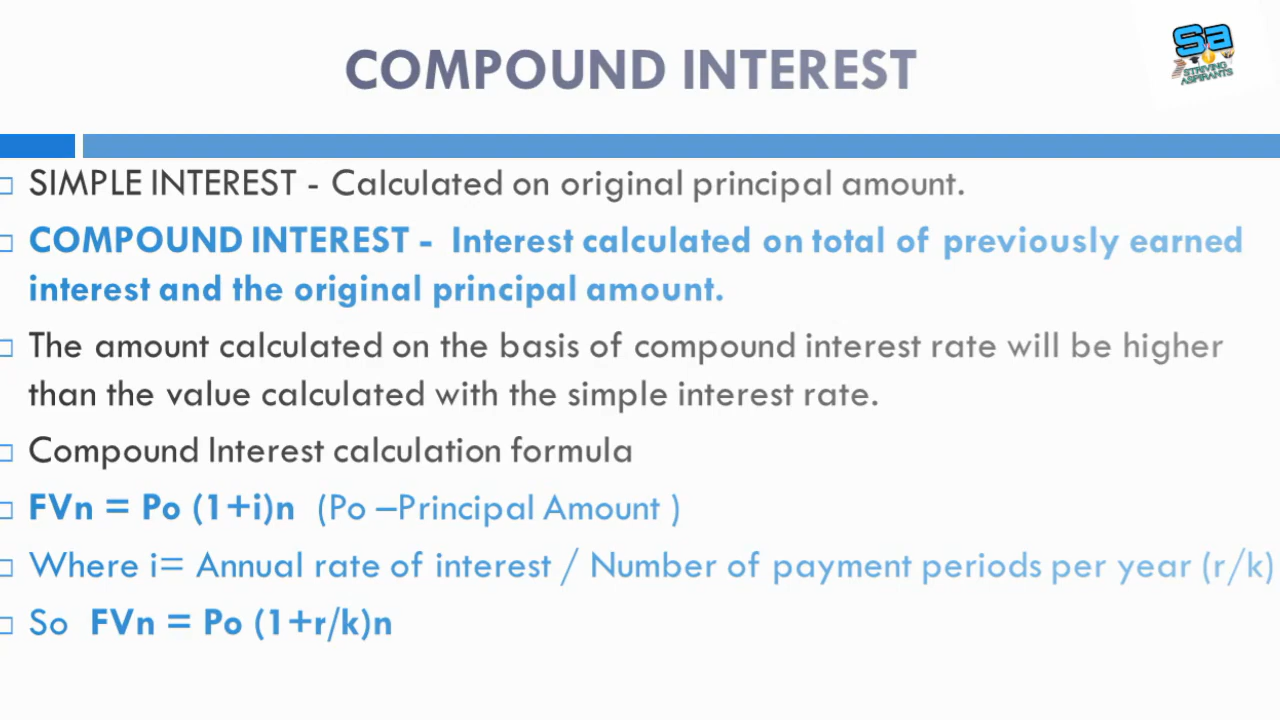 COMPOUND INTEREST
Sa
STRIVING
ASPIRANTS
SIMPLE INTEREST - Calculated on original principal amount.
COMPOUND INTEREST - Interest calculated on total of previously earned
interest and the original principal amount.
The amount calculated on the basis of compound interest rate will be higher
than the value calculated with the simple interest rate.
Compound Interest calculation formula
FVn = Po (1+i)n (Po –Principal Amount )
Where i= Annual rate of interest / Number of payment periods per year (r/k)
So FVn = Po (1+r/k)n